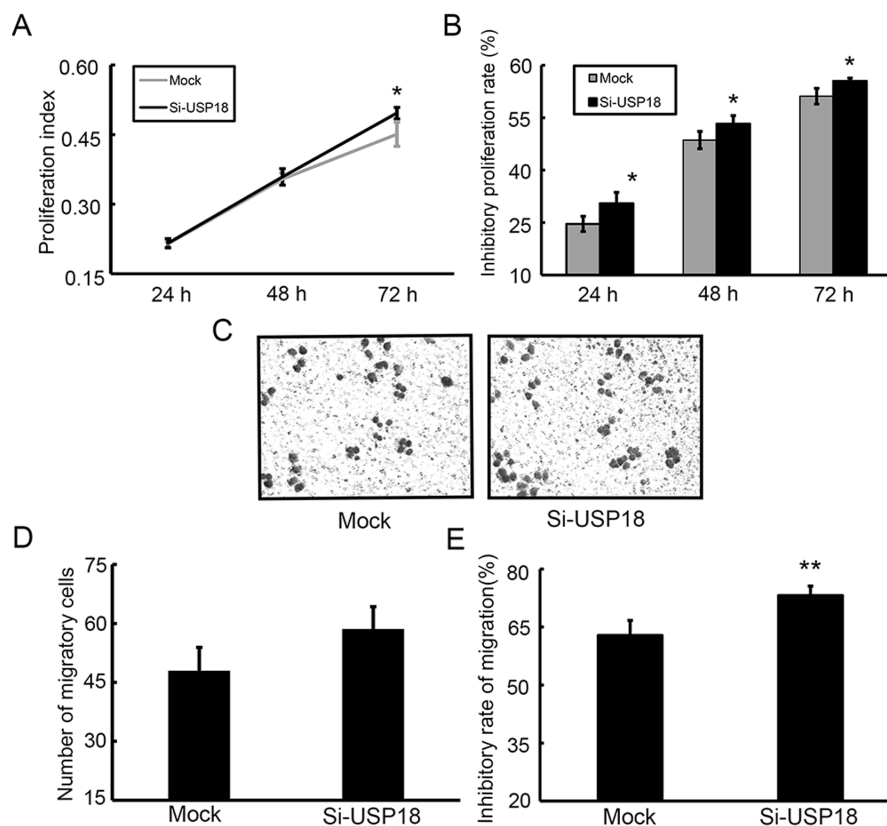 A
Proliferation index
0.60
0.45
0.30
0.15
Mock
Si-USP18
*
24 h
48 h
72 h
B
Inhibitory proliferation rate (%)
60
55
40
25
10
Mock
Si-USP18
*
*
*
24 h
48 h
72 h
C
Mock
Si-USP18
D
Number of migratory cells
75
60
45
30
15
Mock
Si-USP18
E
Inhibitory rate of migration(%)
80
65
50
35
20
**
Mock
Si-USP18